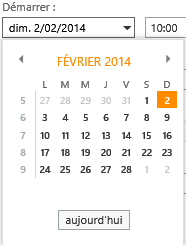 Démarrer :
dim. 2/02/2014 10:00
FÉVRIER 2014
L M M J V S D
5 27 28 29 30 31 1 2
6 3 4 5 6 7 8 9
7 10 11 12 13 14 15 16
8 17 18 19 20 21 22 23
9 24 25 26 27 28 1 2
aujourd'hui